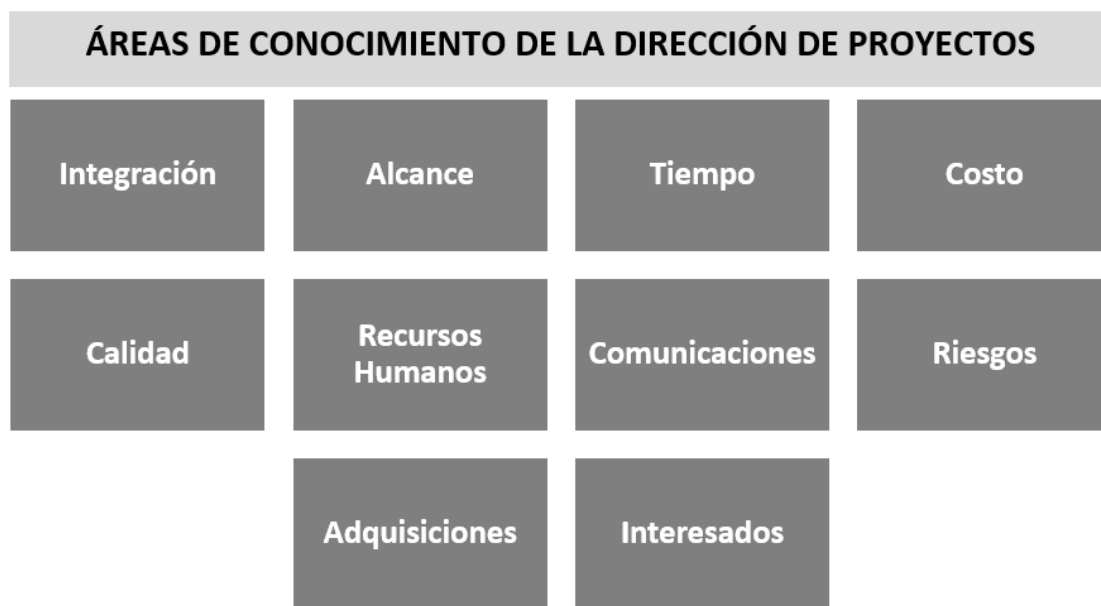 ÁREAS DE CONOCIMIENTO DE LA DIRECCIÓN DE PROYECTOS
Integración
Alcance
Tiempo
Costo
Calidad
Recursos
Humanos
Comunicaciones
Riesgos
Adquisiciones
Interesados